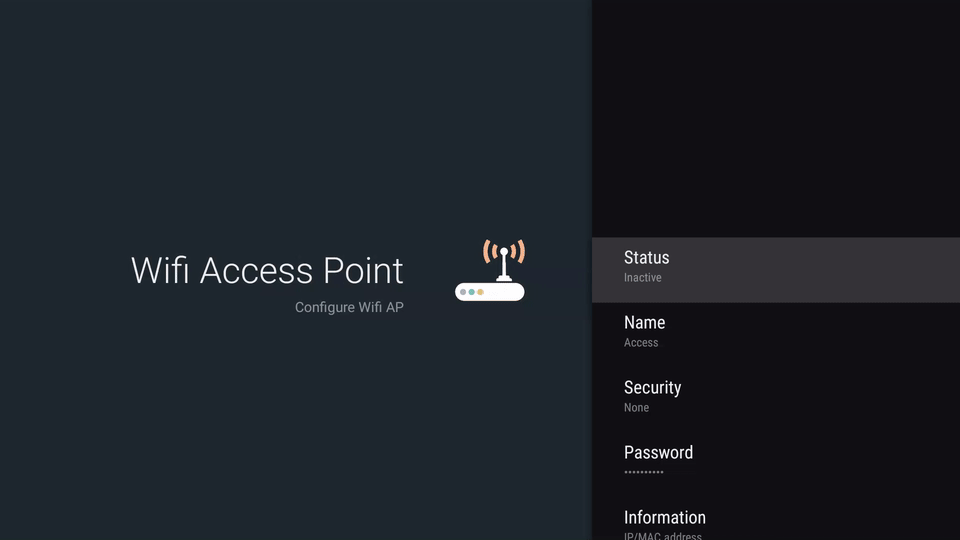 Wifi Access Point
Configure Wifi AP
Status
Inactive
Name
Access
Security
None
Password
••••••••••
Information
IP/MAC address